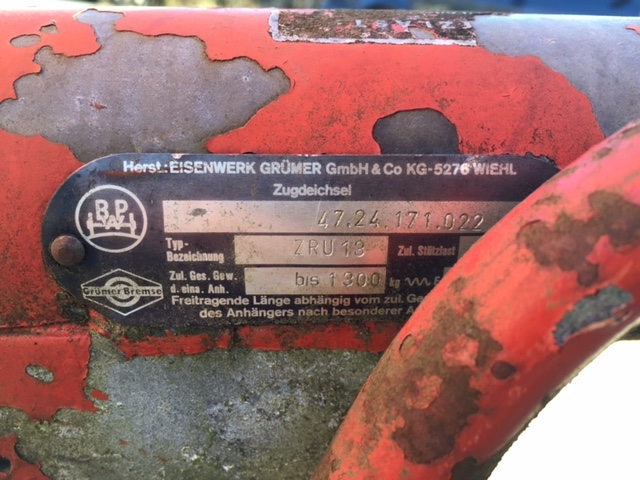 Herst.: EISENWERK GRÜMER GmbH & Co KG-5276 WIEHL
Zugdeichsel
BPW
47.24.171.022
Typ-
Bezeichnung
ZRU 13
Zul. Stützlast
Zul. Ges. Gew.
d. eina. Anh.
bis 1300 kg
Grümer Bremse
Freitragende Länge abhängig vom zul. Ge
des Anhängers nach besonderer A